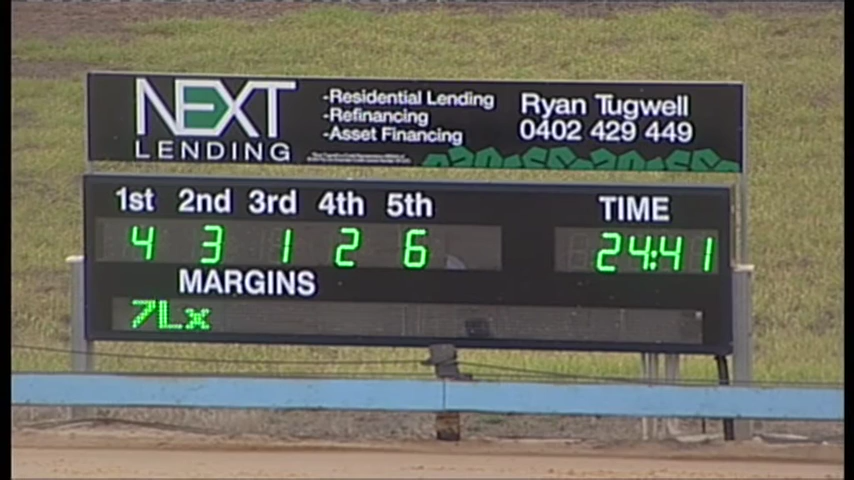 NEXT
LENDING
-Residential Lending
-Refinancing
-Asset Financing
Ryan Tugwell
0402 429 449
1st 2nd 3rd 4th 5th TIME
4 3 1 2 6 24:41
MARGINS
7Lx